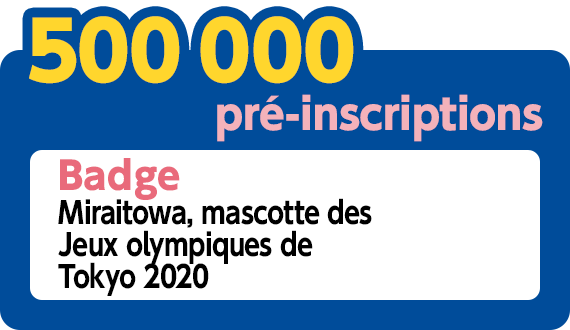 500 000
pré-inscriptions
Badge
Miraitowa, mascotte des
Jeux olympiques de
Tokyo 2020